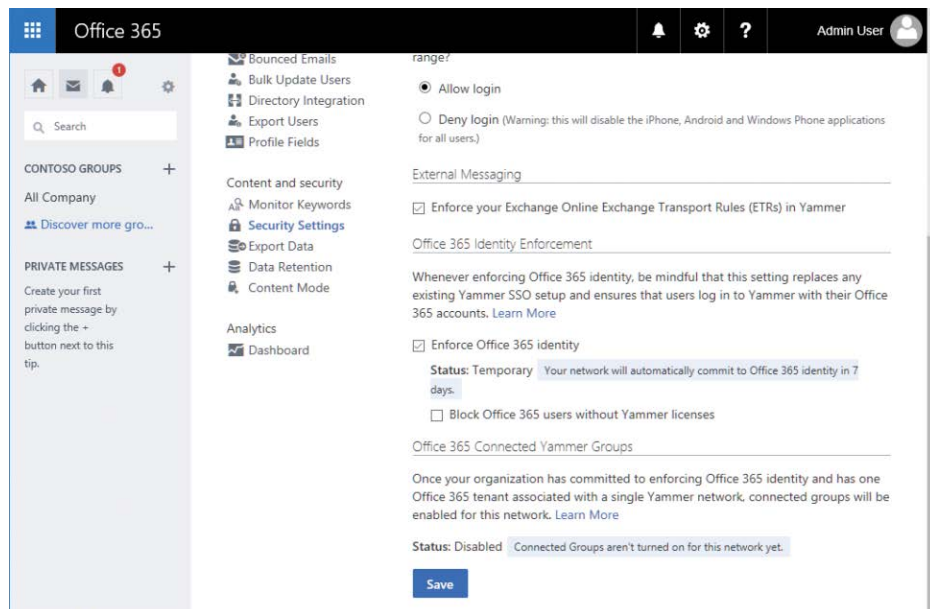 Office 365
Admin User
1
Search
CONTOSO GROUPS +
All Company
Discover more gro...
PRIVATE MESSAGES +
Create your first
private message by
clicking the +
button next to this
tip.
Bounced Emails
Bulk Update Users
Directory Integration
Export Users
Profile Fields
Content and security
Monitor Keywords
Security Settings
Export Data
Data Retention
Content Mode
Analytics
Dashboard
range?
Allow login
Deny login (Warning: this will disable the iPhone, Android and Windows Phone applications
for all users.)
External Messaging
Enforce your Exchange Online Exchange Transport Rules (ETRs) in Yammer
Office 365 Identity Enforcement
Whenever enforcing Office 365 identity, be mindful that this setting replaces any
existing Yammer SSO setup and ensures that users log in to Yammer with their Office
365 accounts. Learn More
Enforce Office 365 identity
Status: Temporary Your network will automatically commit to Office 365 identity in 7
days.
Block Office 365 users without Yammer licenses
Office 365 Connected Yammer Groups
Once your organization has committed to enforcing Office 365 identity and has one
Office 365 tenant associated with a single Yammer network, connected groups will be
enabled for this network. Learn More
Status: Disabled Connected Groups aren't turned on for this network yet.
Save